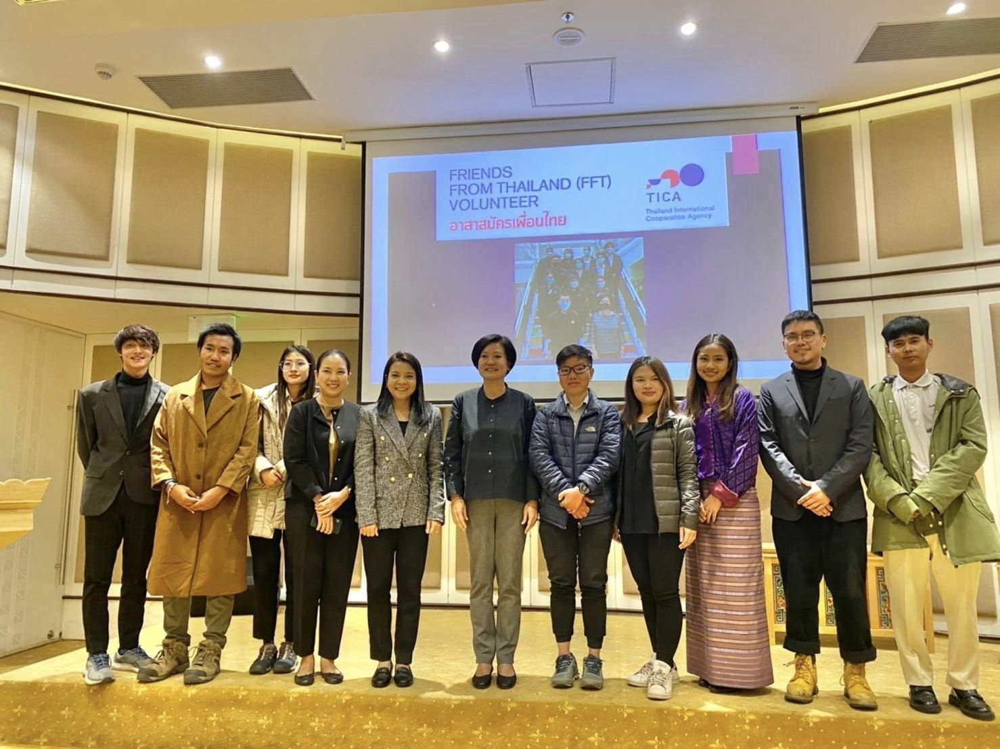 FRIENDS
FROM THAILAND (FFT)
VOLUNTEER
อาสาสมัครเพื่อนไทย
TICA
Thailand International
Cooperation Agency